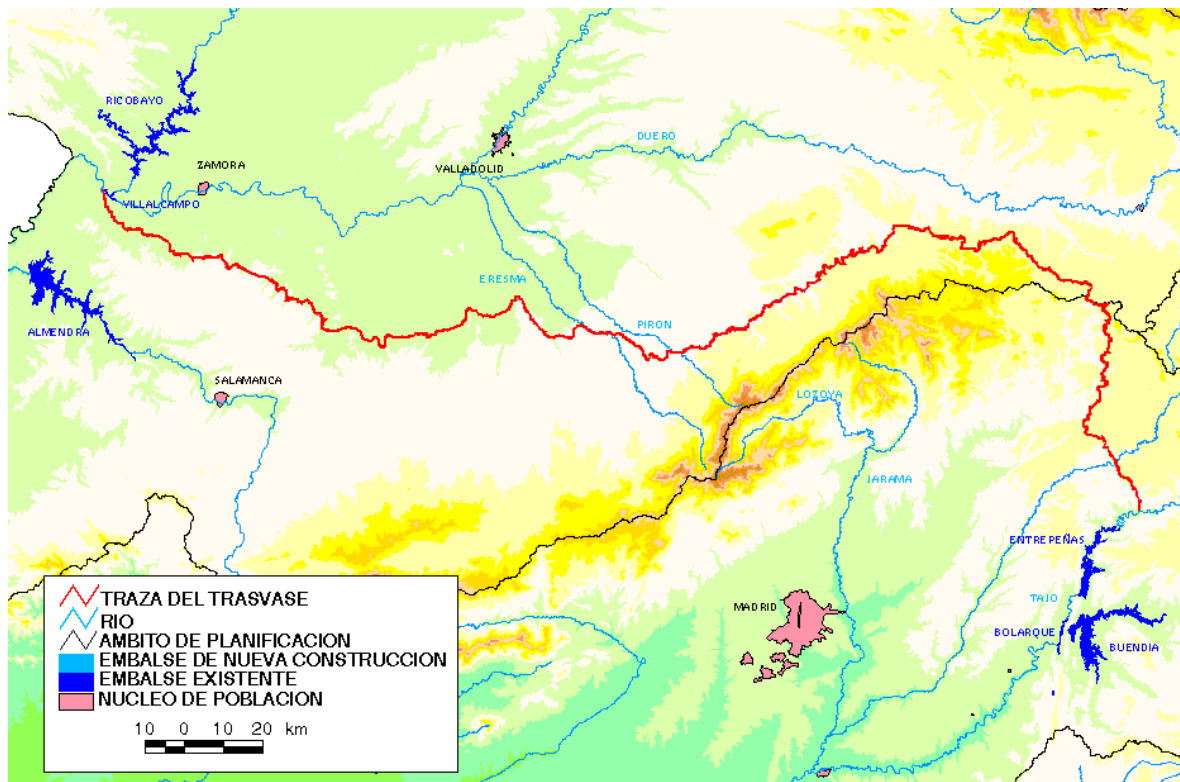 RICOBAYO
DUERO
ZAMORA
VALLADOLID
VILLALCAMPO
ERESMA
PIRON
ALMENDRA
SALAMANCA
LOZOYA
JARAMA
ENTREPEÑAS
TAJO
MADRID
BOLARQUE
BUENDIA
TRAZA DEL TRASVASE
RIO
AMBITO DE PLANIFICACION
EMBALSE DE NUEVA CONSTRUCCION
EMBALSE EXISTENTE
NUCLEO DE POBLACION
10 0 10 20 km